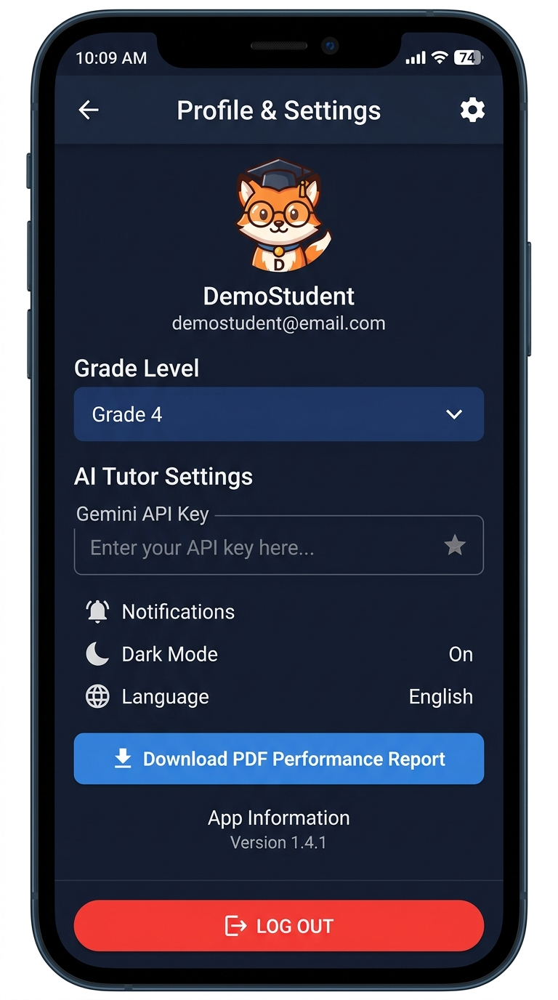 10:09 AM
74
Profile & Settings
D
DemoStudent
demostudent@email.com
Grade Level
Grade 4
AI Tutor Settings
Gemini API Key
Enter your API key here...
Notifications
Dark Mode On
Language English
Download PDF Performance Report
App Information
Version 1.4.1
LOG OUT